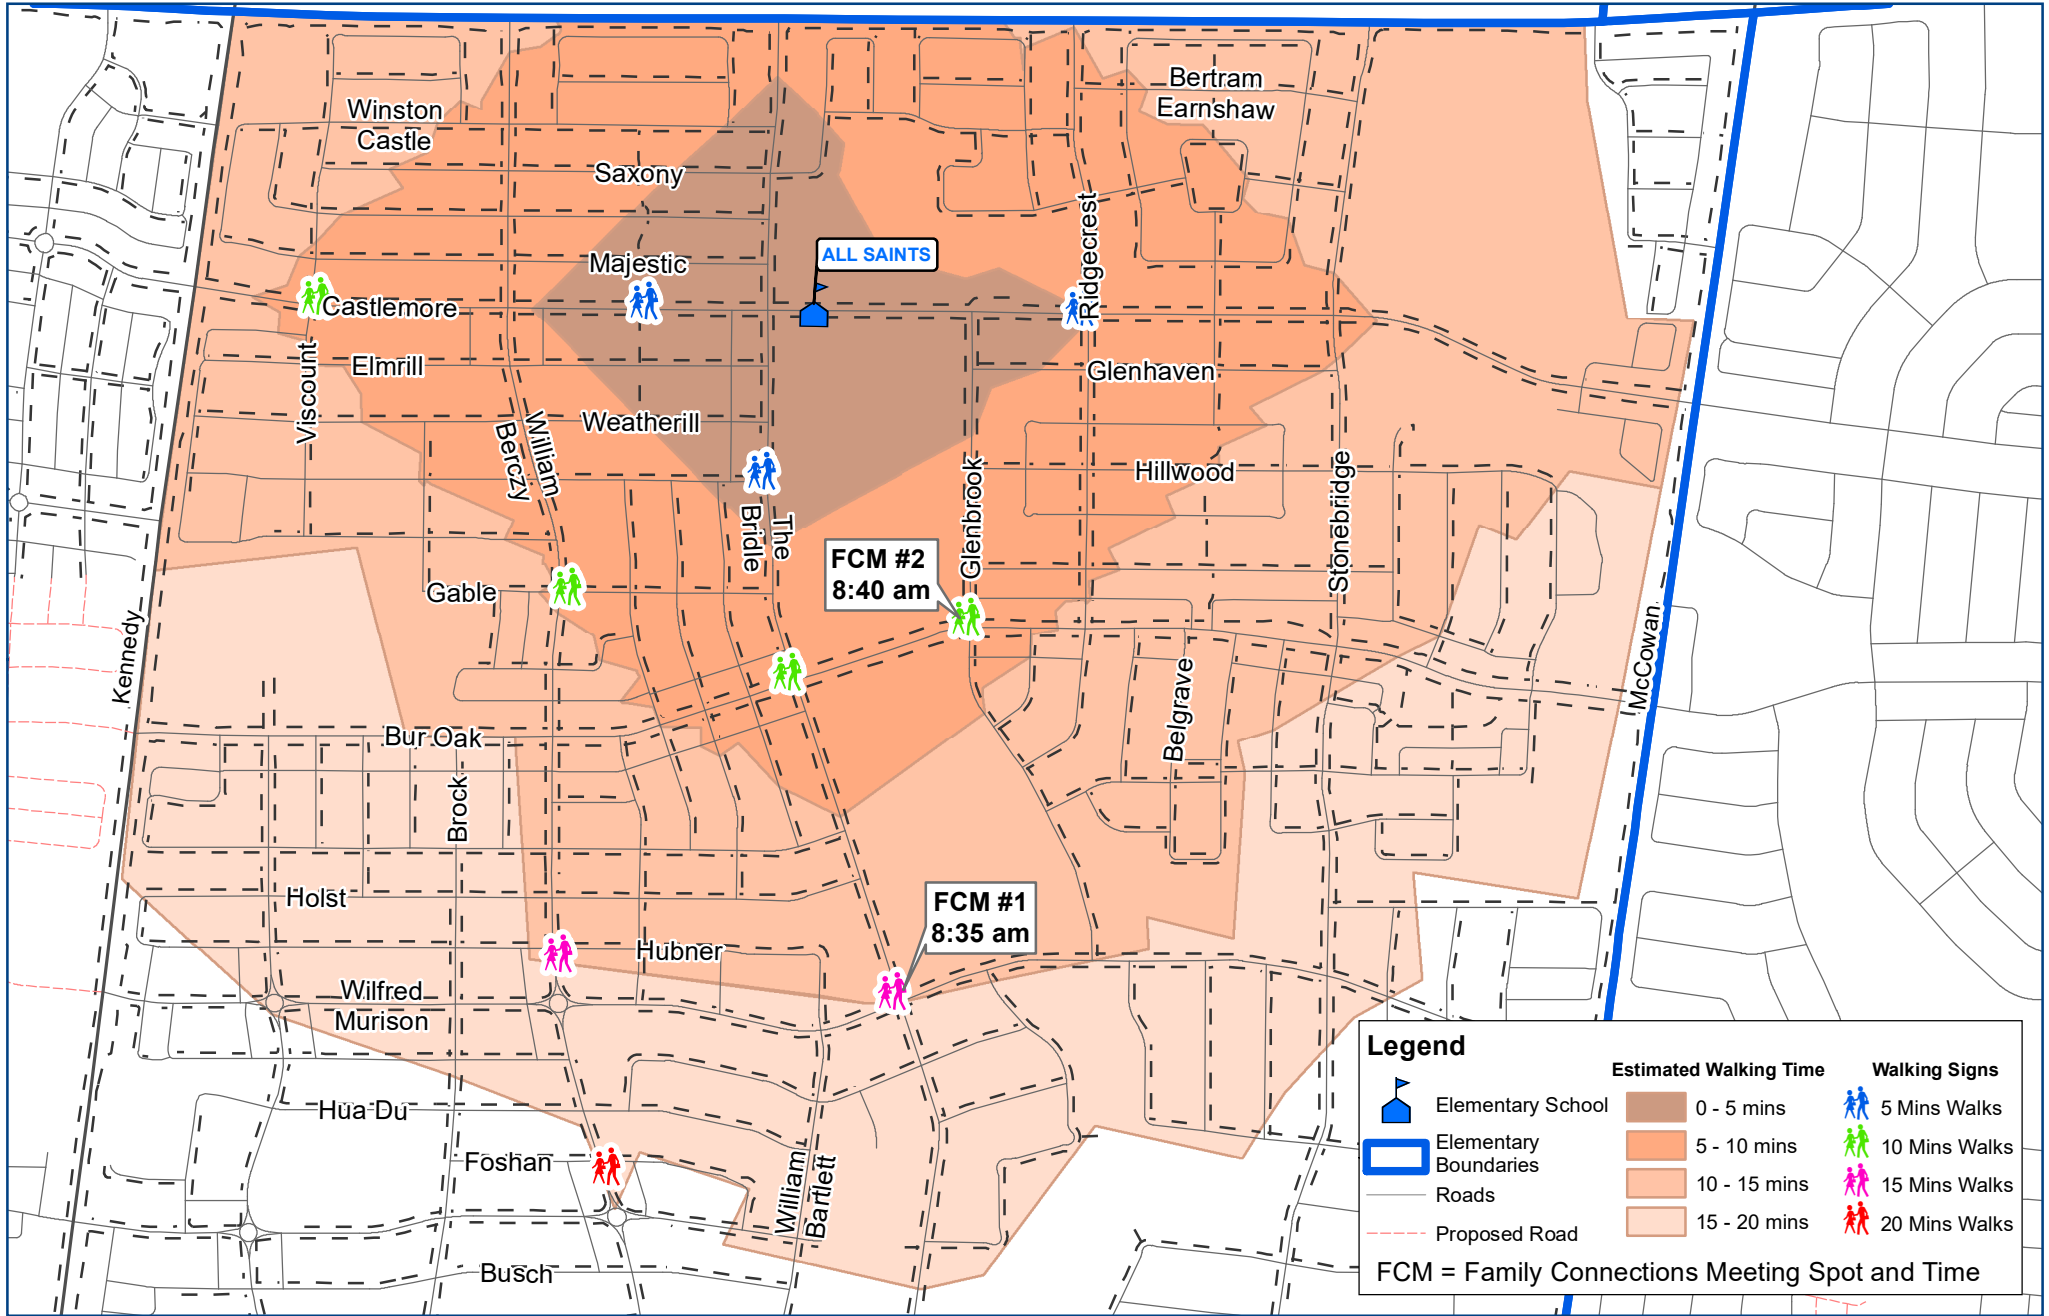 Bertram
Earnshaw
Winston
Castle
Saxony
Ridgecrest
ALL SAINTS
Majestic
Castlemore
Elmrill
Viscount
Glenhaven
Weatherill
William
Berczy
Hillwood
Stonebridge
Glenbrook
The
Bridle
FCM #2
8:40 am
Gable
Kennedy
McCowan
Belgrave
Bur Oak
Brock
Holst
FCM #1
8:35 am
Hubner
Wilfred
Murison
Hua Du
Foshan
William
Bartlett
Busch
Legend
Elementary School
Elementary
Boundaries
Roads
Proposed Road
Estimated Walking Time
0 - 5 mins
5 - 10 mins
10 - 15 mins
15 - 20 mins
Walking Signs
5 Mins Walks
10 Mins Walks
15 Mins Walks
20 Mins Walks
FCM = Family Connections Meeting Spot and Time